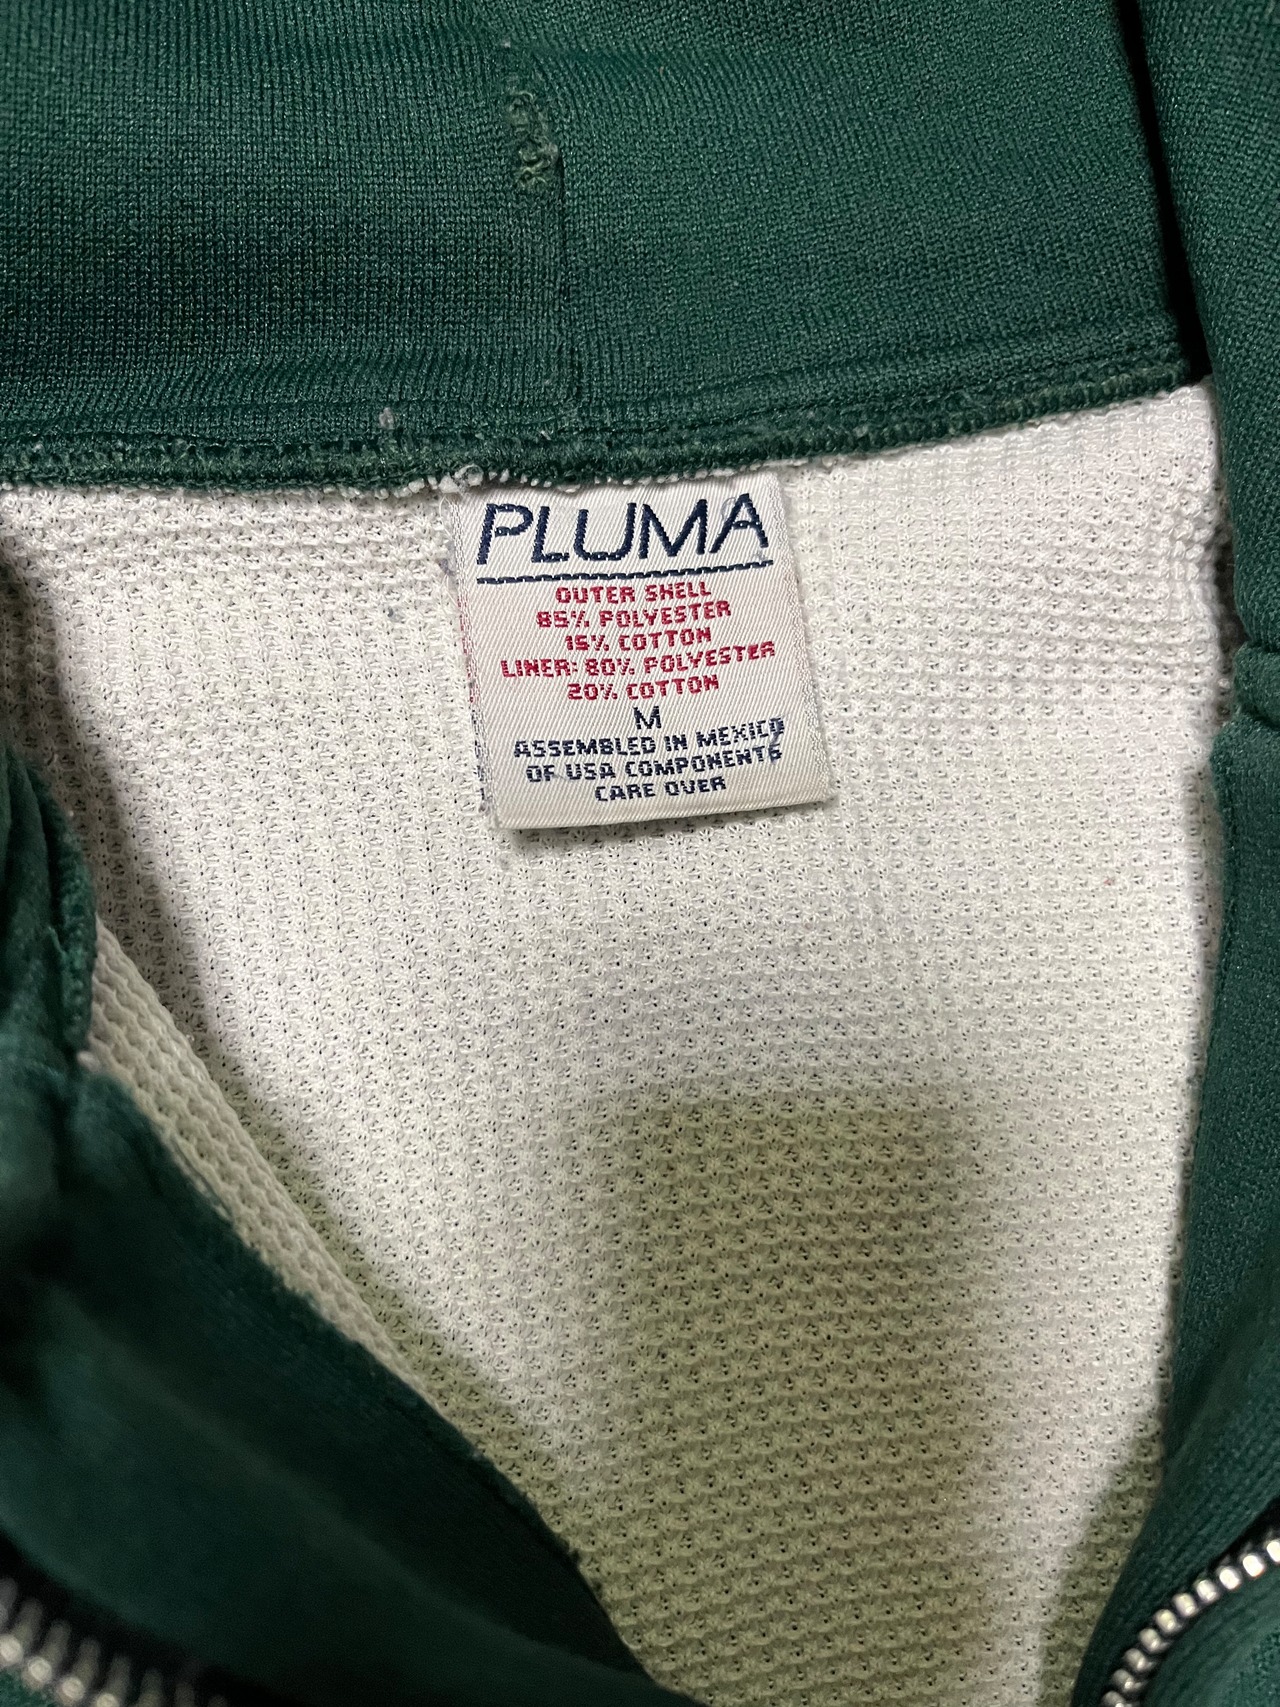 PLUMA
OUTER SHELL
85% POLYESTER
15% COTTON
LINER: 80% POLYESTER
20% COTTON
M
ASSEMBLED IN MEXICO
OF USA COMPONENTS
CARE OVER